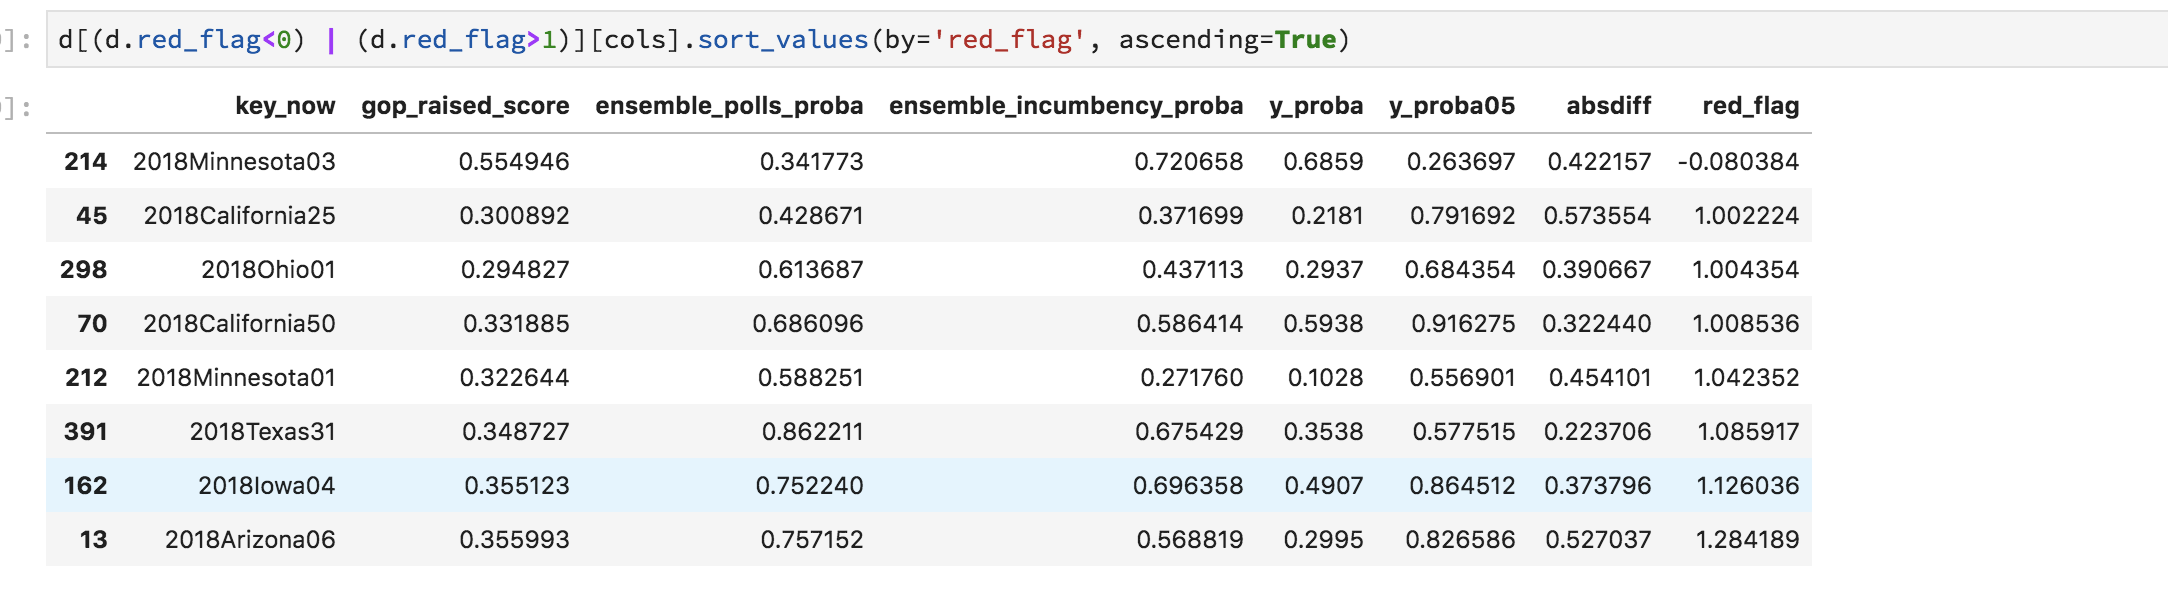 ]: d[(d.red_flag<0) | (d.red_flag>1)][cols].sort_values(by='red_flag', ascending=True)
]: key_now gop_raised_score ensemble_polls_proba ensemble_incumbency_proba y_proba y_proba05 absdiff red_flag
214 2018Minnesota03 0.554946 0.341773 0.720658 0.6859 0.263697 0.422157 -0.080384
45 2018California25 0.300892 0.428671 0.371699 0.2181 0.791692 0.573554 1.002224
298 2018Ohio01 0.294827 0.613687 0.437113 0.2937 0.684354 0.390667 1.004354
70 2018California50 0.331885 0.686096 0.586414 0.5938 0.916275 0.322440 1.008536
212 2018Minnesota01 0.322644 0.588251 0.271760 0.1028 0.556901 0.454101 1.042352
391 2018Texas31 0.348727 0.862211 0.675429 0.3538 0.577515 0.223706 1.085917
162 2018Iowa04 0.355123 0.752240 0.696358 0.4907 0.864512 0.373796 1.126036
13 2018Arizona06 0.355993 0.757152 0.568819 0.2995 0.826586 0.527037 1.284189